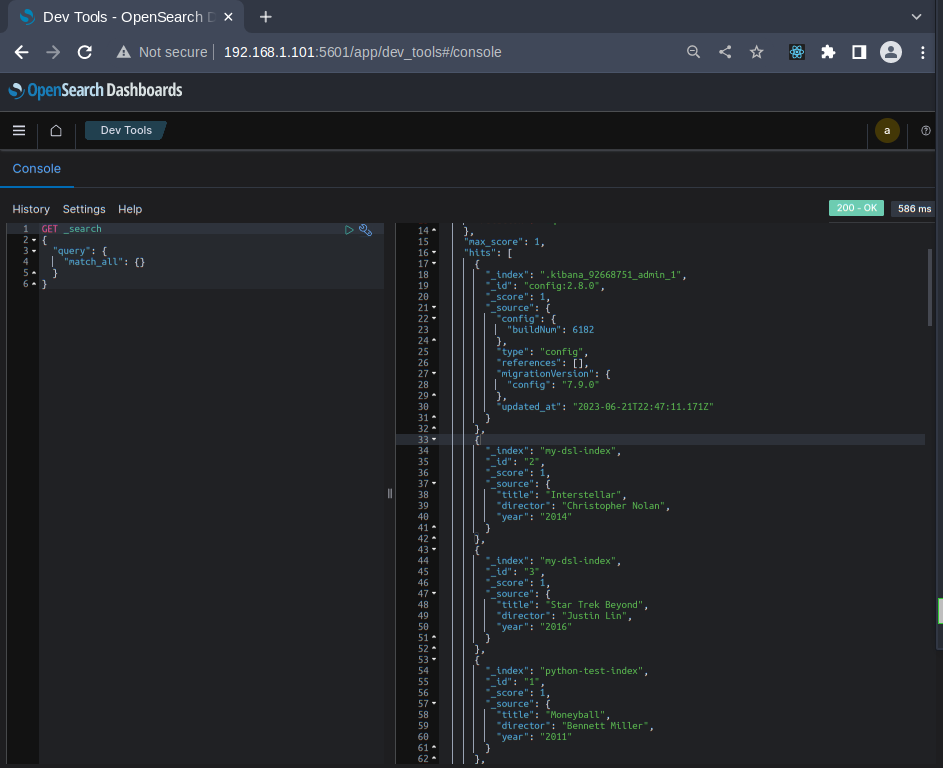 Dev Tools - OpenSearch D
Not secure 192.168.1.101:5601/app/dev_tools#/console
OpenSearch Dashboards
Dev Tools
a
Console
History Settings Help
200 - OK 586 ms
1 GET _search
2 {
3 "query": {
4 "match_all": {}
5 }
6 }
14 },
15 "max_score": 1,
16 "hits": [
17 {
18 "_index": ".kibana_92668751_admin_1",
19 "_id": "config:2.8.0",
20 "_score": 1,
21 "_source": {
22 "config": {
23 "buildNum": 6182
24 },
25 "type": "config",
26 "references": [],
27 "migrationVersion": {
28 "config": "7.9.0"
29 },
30 "updated_at": "2023-06-21T22:47:11.171Z"
31 }
32 },
33 {
34 "_index": "my-dsl-index",
35 "_id": "2",
36 "_score": 1,
37 "_source": {
38 "title": "Interstellar",
39 "director": "Christopher Nolan",
40 "year": "2014"
41 }
42 },
43 {
44 "_index": "my-dsl-index",
45 "_id": "3",
46 "_score": 1,
47 "_source": {
48 "title": "Star Trek Beyond",
49 "director": "Justin Lin",
50 "year": "2016"
51 }
52 },
53 {
54 "_index": "python-test-index",
55 "_id": "1",
56 "_score": 1,
57 "_source": {
58 "title": "Moneyball",
59 "director": "Bennett Miller",
60 "year": "2011"
61 }
62 },